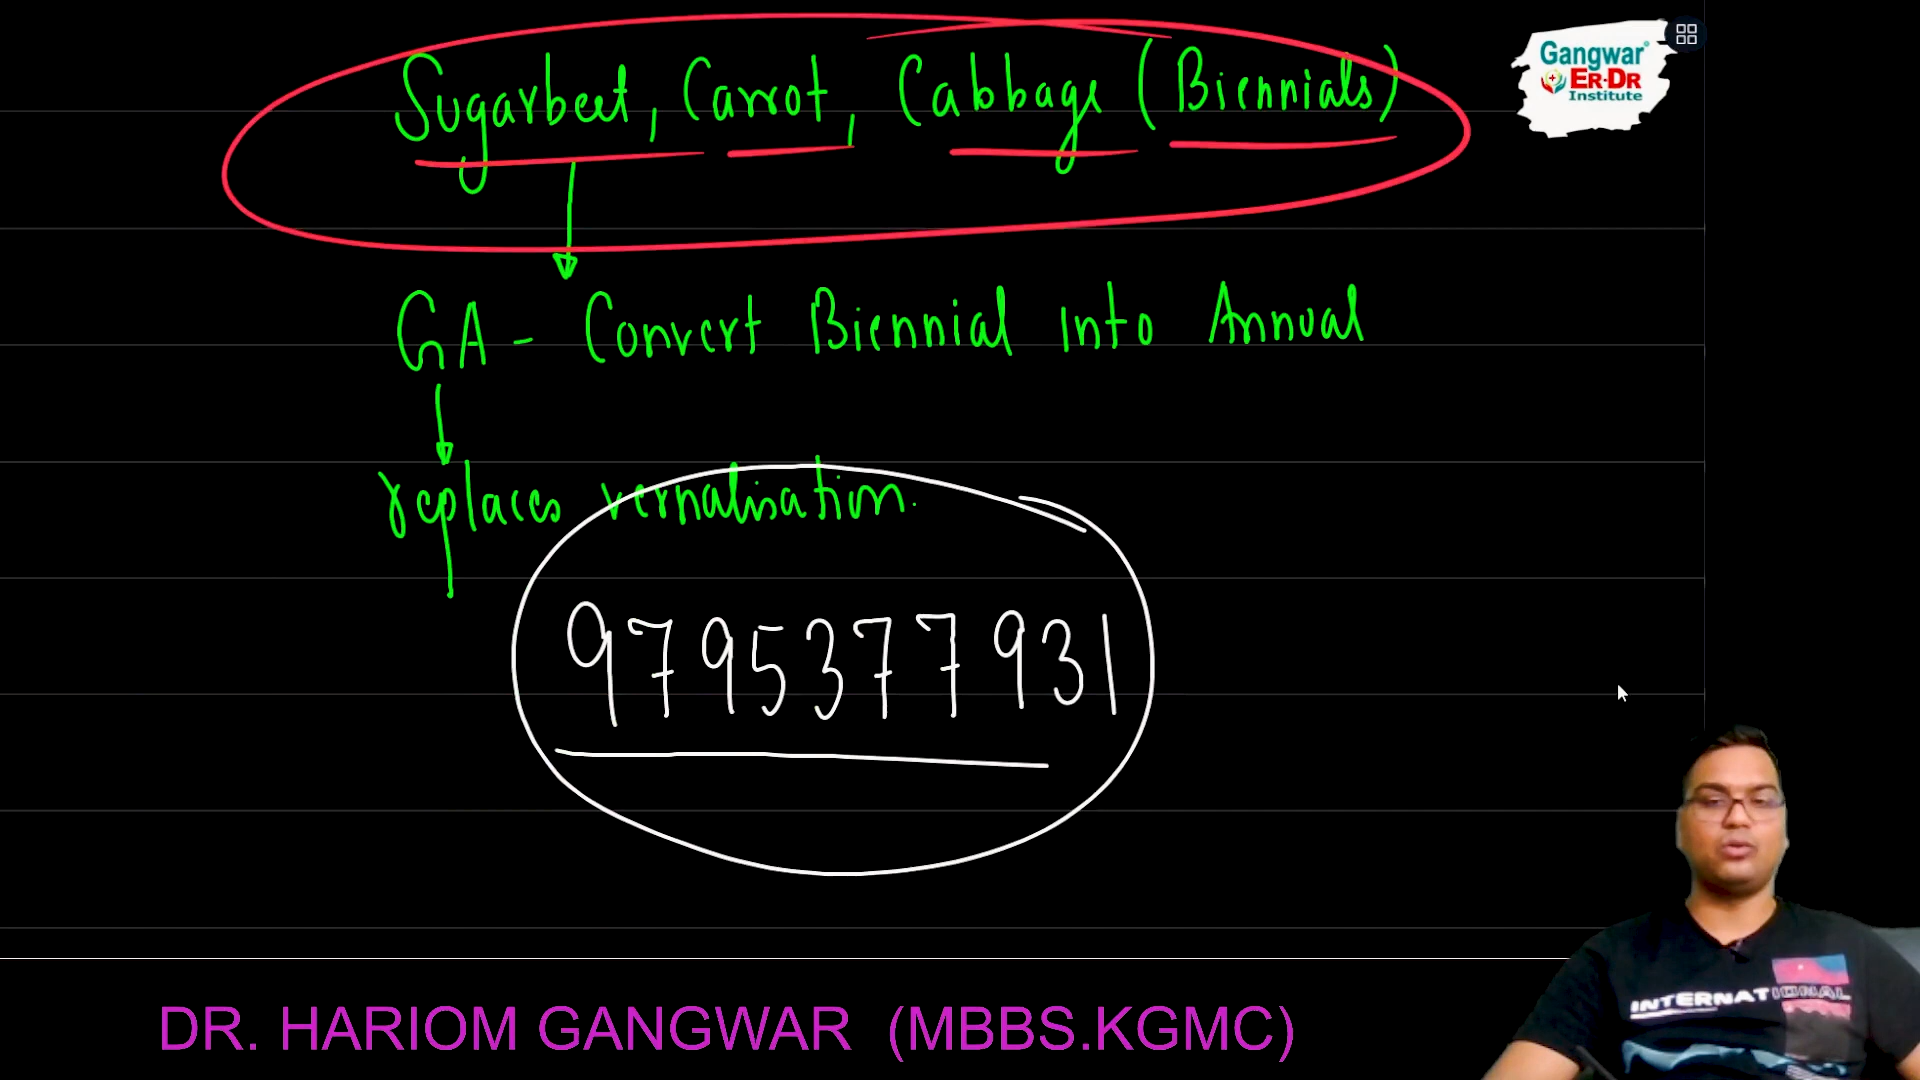 Sugarbeet, Carrot, Cabbage (Biennials)
Gangwar
ER-DR
Institute
GA - Convert Biennial into Annual
replaces vernalisation.
9795377931
INTERNATIONAL
DR. HARIOM GANGWAR (MBBS.KGMC)